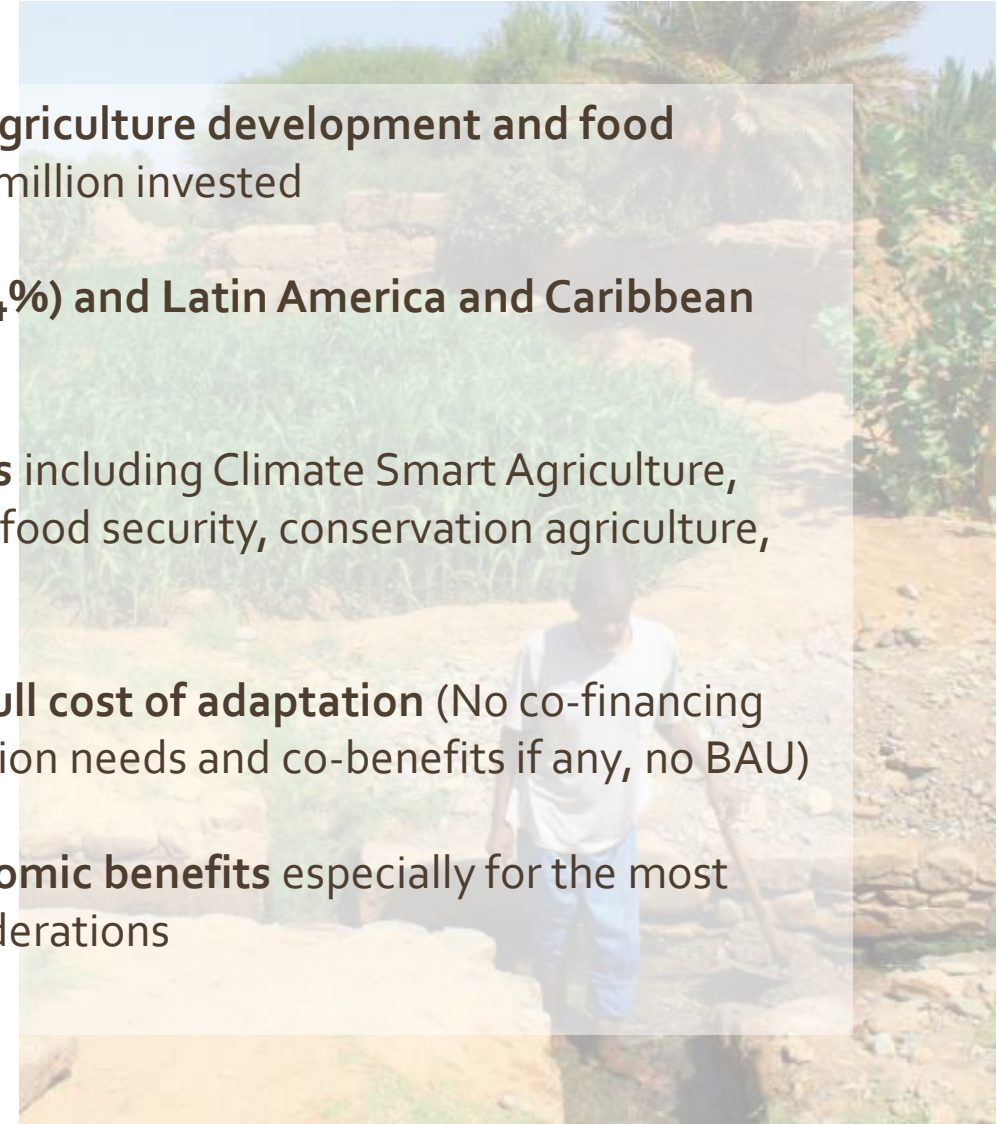 griculture development and food
million invested
4%) and Latin America and Caribbean
s including Climate Smart Agriculture,
food security, conservation agriculture,
ull cost of adaptation (No co-financing
ion needs and co-benefits if any, no BAU)
omic benefits especially for the most
derations